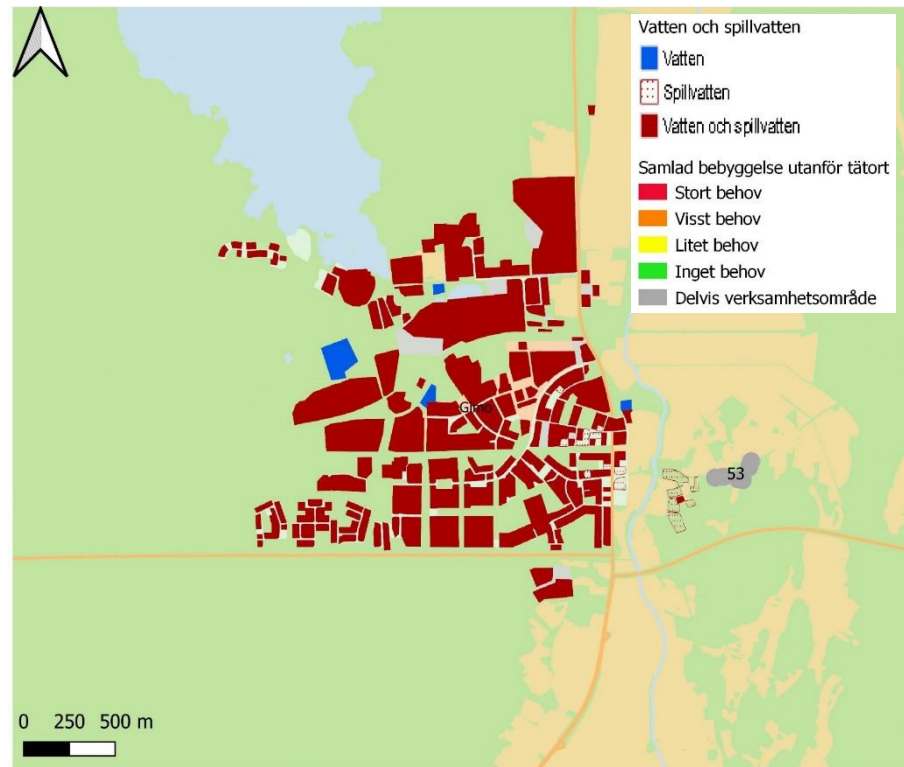 Vatten och spillvatten
Vatten
Spillvatten
Vatten och spillvatten
Samlad bebyggelse utanför tätort
Stort behov
Visst behov
Litet behov
Inget behov
Delvis verksamhetsområde
Gimo
53
0 250 500 m